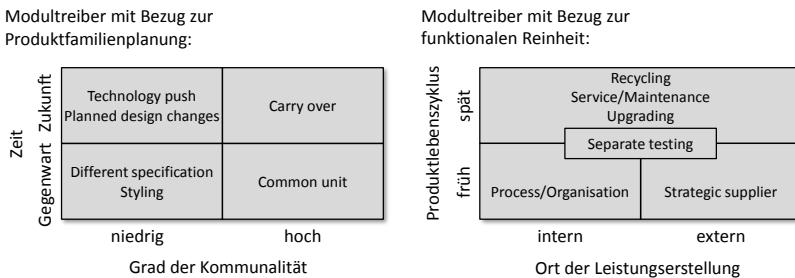 Modultreiber mit Bezug zur
Produktfamilienplanung:
Zeit
Zukunft
Gegenwart
Technology push
Planned design changes
Carry over
Different specification
Styling
Common unit
niedrig
hoch
Grad der Kommunalität
Modultreiber mit Bezug zur
funktionalen Reinheit:
Produktlebenszyklus
spät
früh
Recycling
Service/Maintenance
Upgrading
Separate testing
Process/Organisation
Strategic supplier
intern
extern
Ort der Leistungserstellung